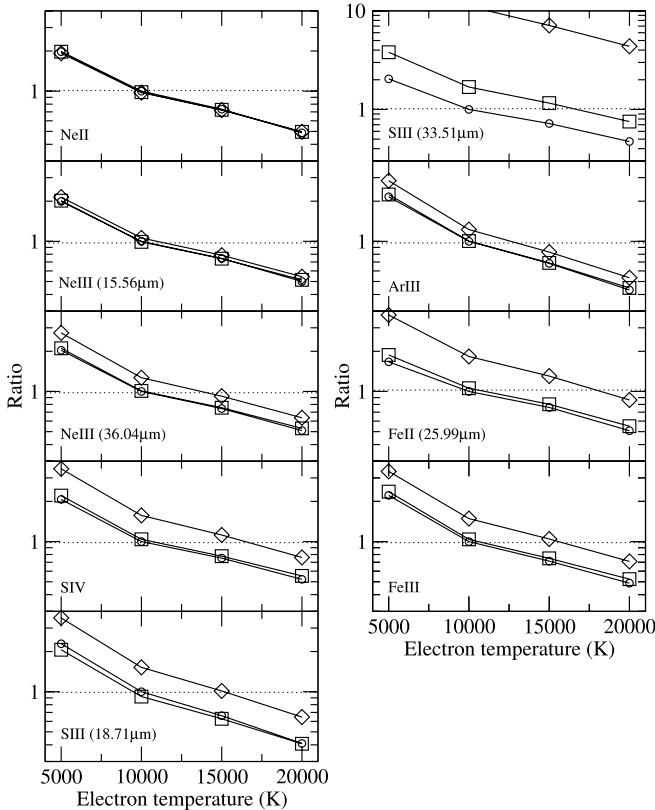 1
NeII
1
NeIII (15.56μm)
Ratio
1
NeIII (36.04μm)
1
SIV
1
SIII (18.71μm)
5000 10000 15000 20000
Electron temperature (K)
10
1
SIII (33.51μm)
1
ArIII
Ratio
1
FeII (25.99μm)
1
FeIII
5000 10000 15000 20000
Electron temperature (K)